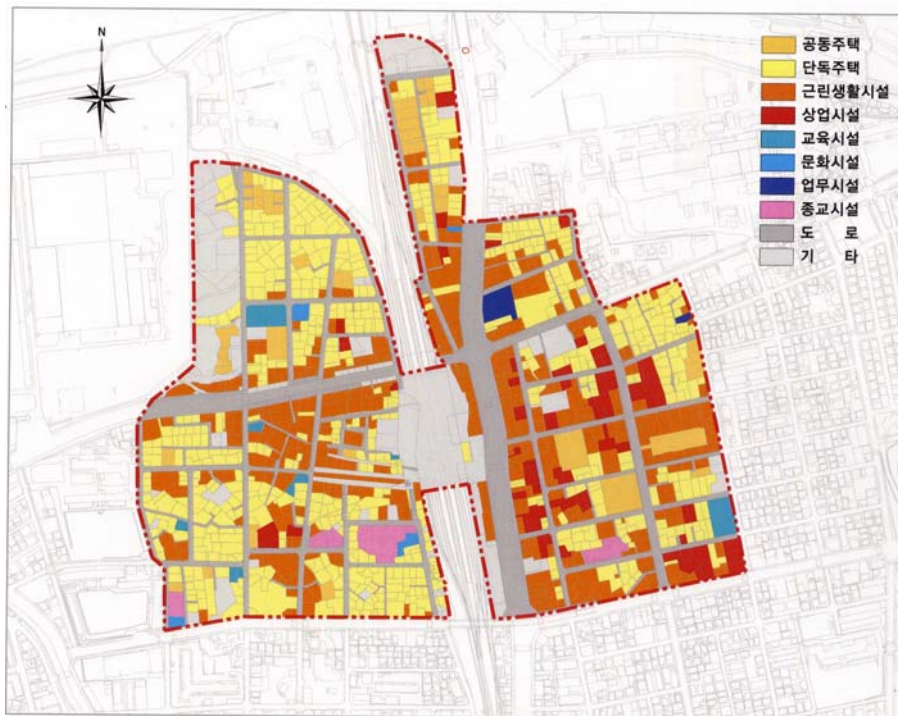 N
공동주택
단독주택
근린생활시설
상업시설
교육시설
문화시설
업무시설
종교시설
도 로
기 타